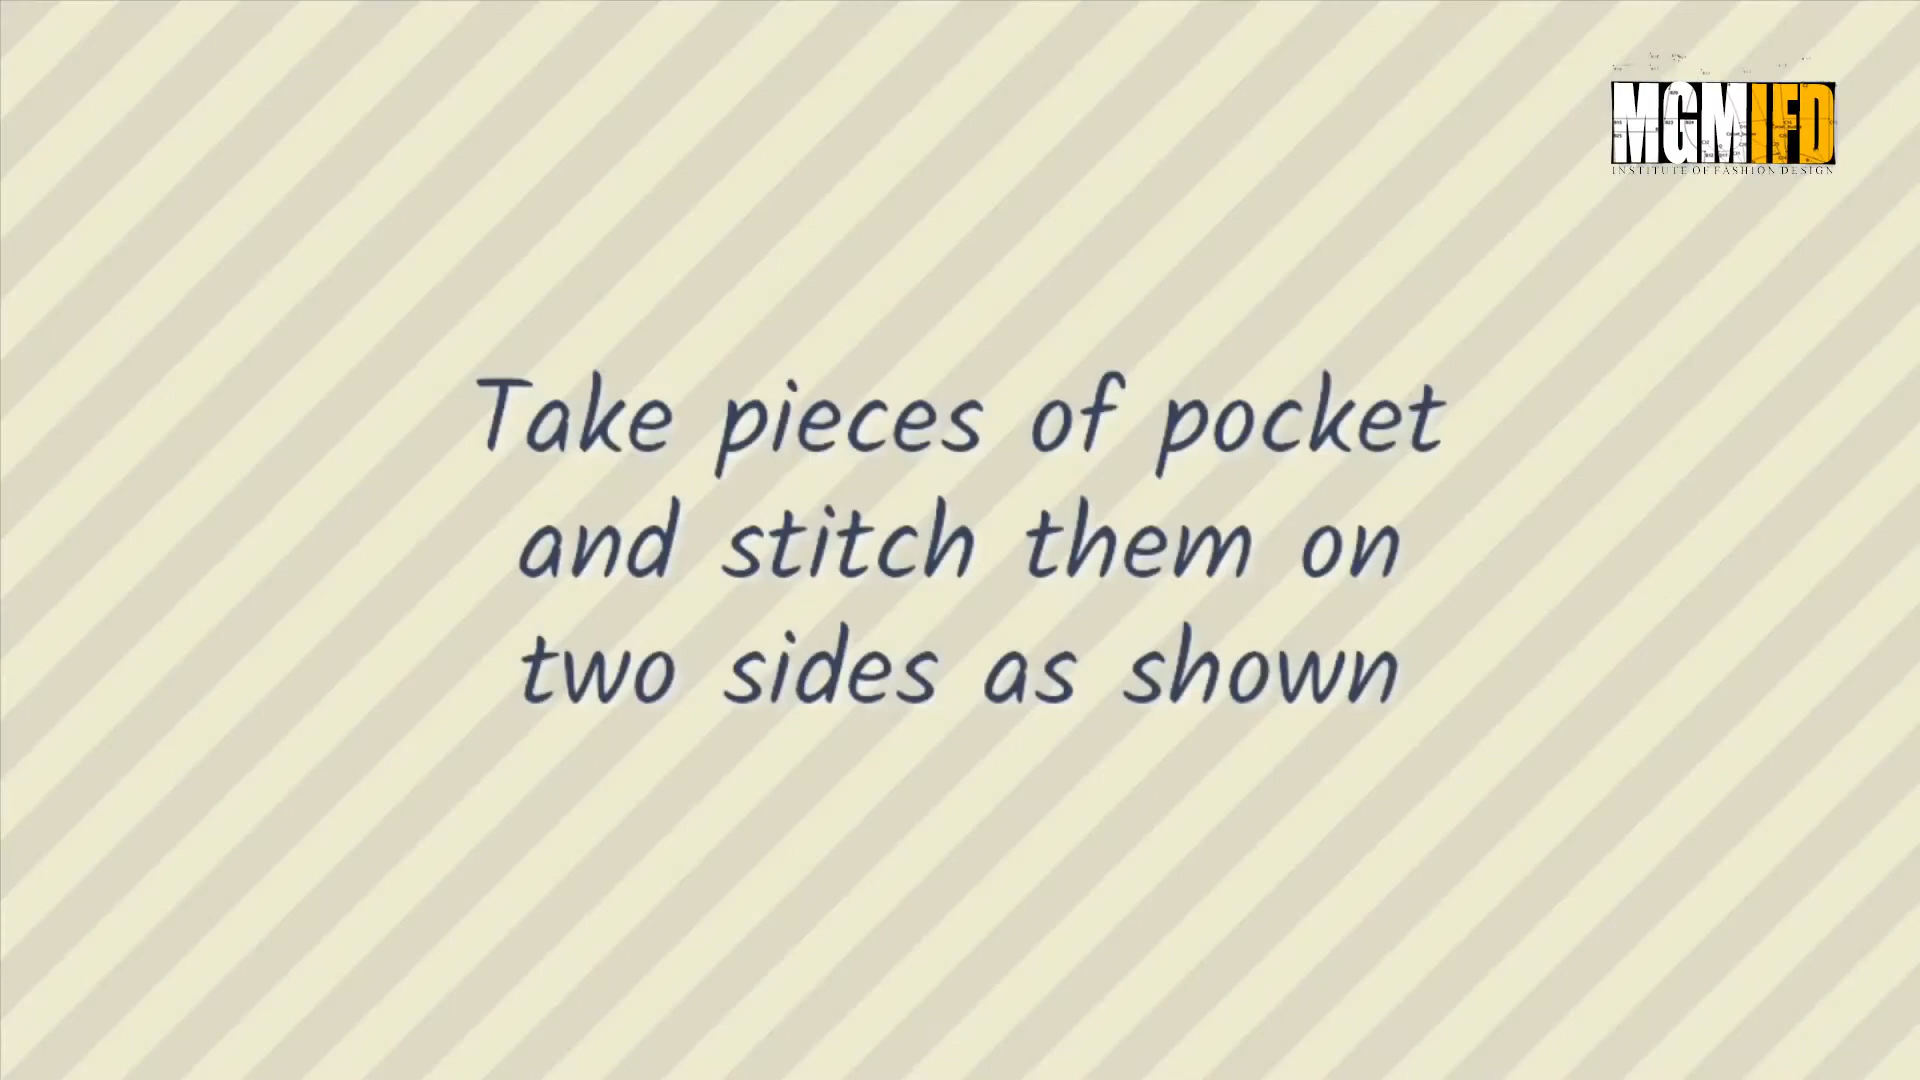 MGMIFD
INSTITUTE OF FASHION DESIGN
Take pieces of pocket
and stitch them on
two sides as shown